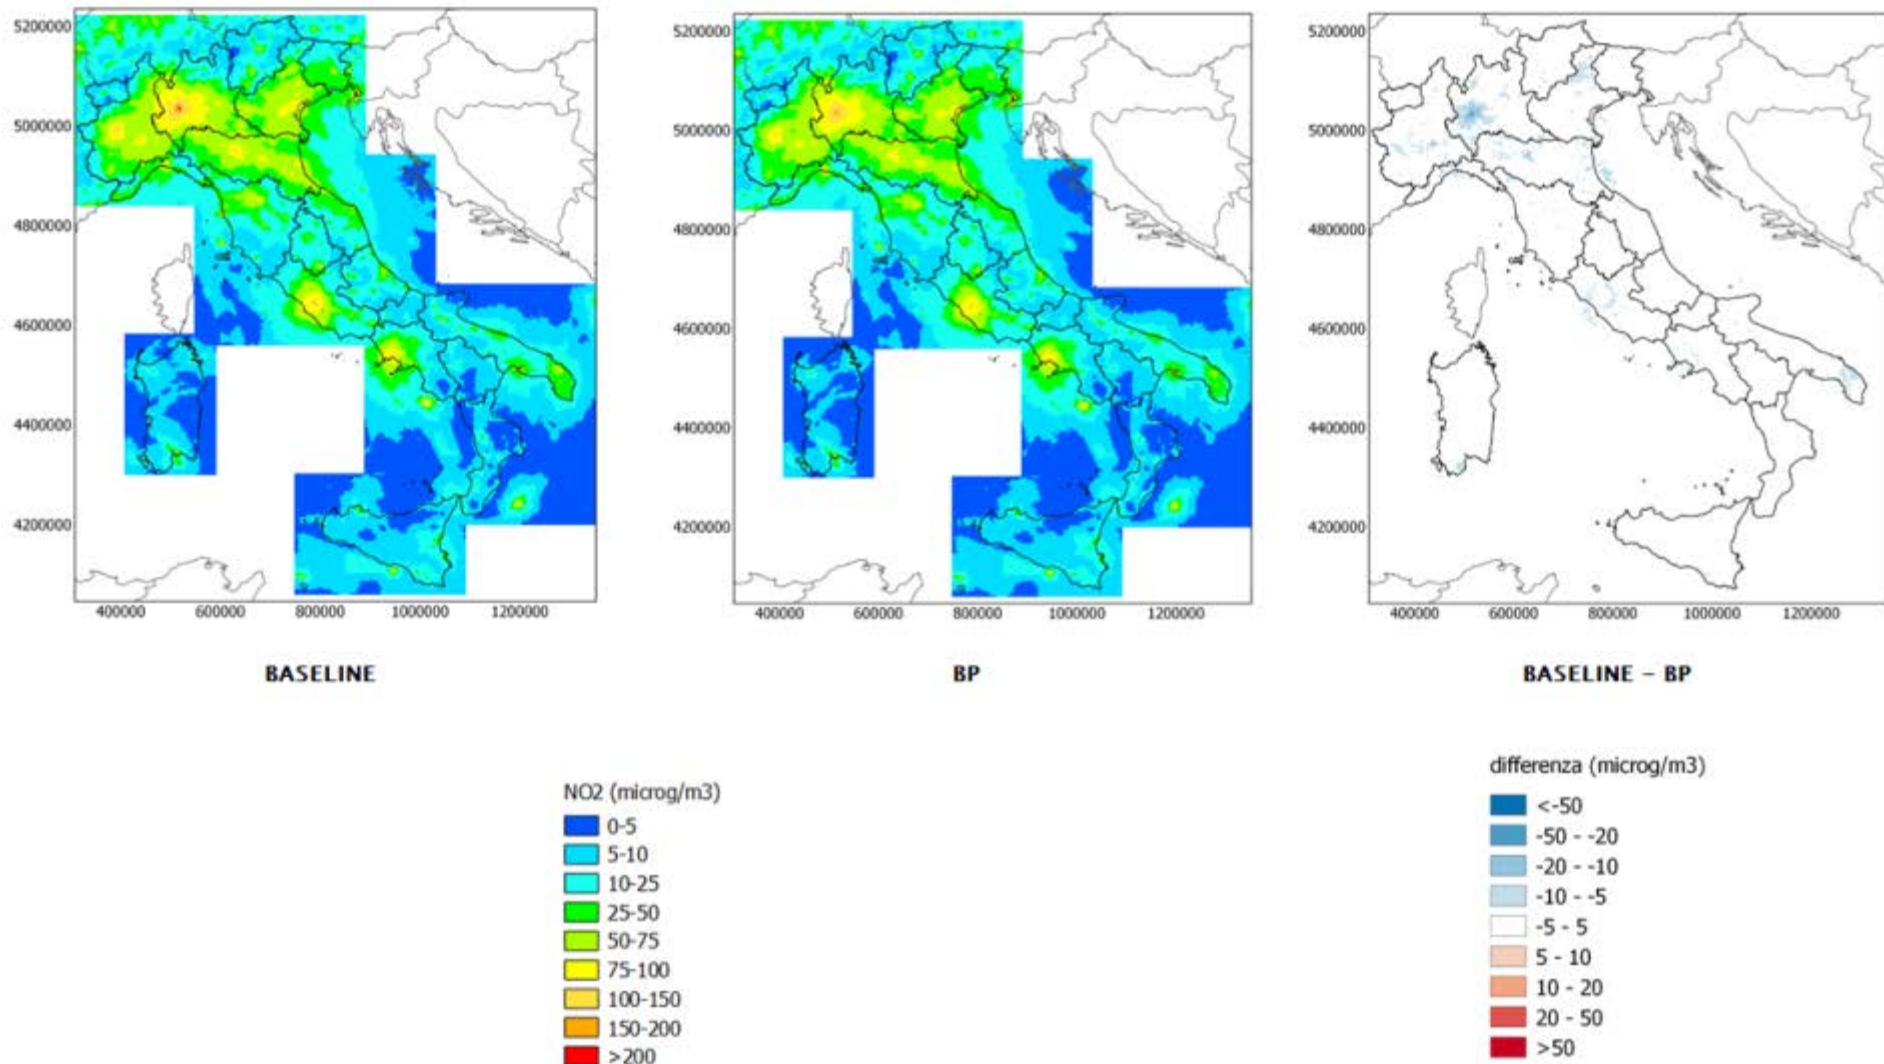 5200000
5000000
4800000
4600000
4400000
4200000
400000 600000 800000 1000000 1200000
BASELINE
5200000
5000000
4800000
4600000
4400000
4200000
400000 600000 800000 1000000 1200000
BP
5200000
5000000
4800000
4600000
4400000
4200000
400000 600000 800000 1000000 1200000
BASELINE – BP
NO2 (microg/m3)
0-5
5-10
10-25
25-50
50-75
75-100
100-150
150-200
>200
differenza (microg/m3)
<-50
-50 - -20
-20 - -10
-10 - -5
-5 - 5
5 - 10
10 - 20
20 - 50
>50